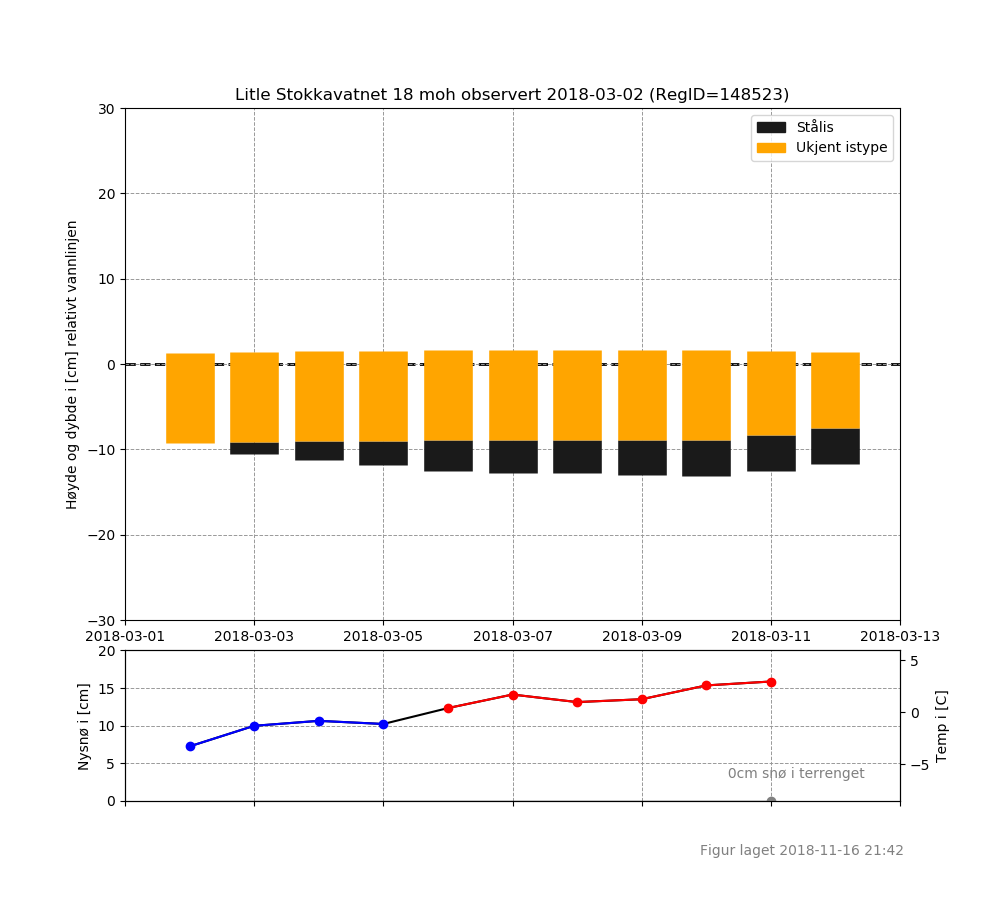 Litle Stokkavatnet 18 moh observert 2018-03-02 (RegID=148523)
Stålis
Ukjent istype
Høyde og dybde i [cm] relativt vannlinjen
30
20
10
0
−10
−20
−30
2018-03-01 2018-03-03 2018-03-05 2018-03-07 2018-03-09 2018-03-11 2018-03-13
Nysnø i [cm]
20
15
10
5
0
5
0
−5
Temp i [C]
0cm snø i terrenget
Figur laget 2018-11-16 21:42